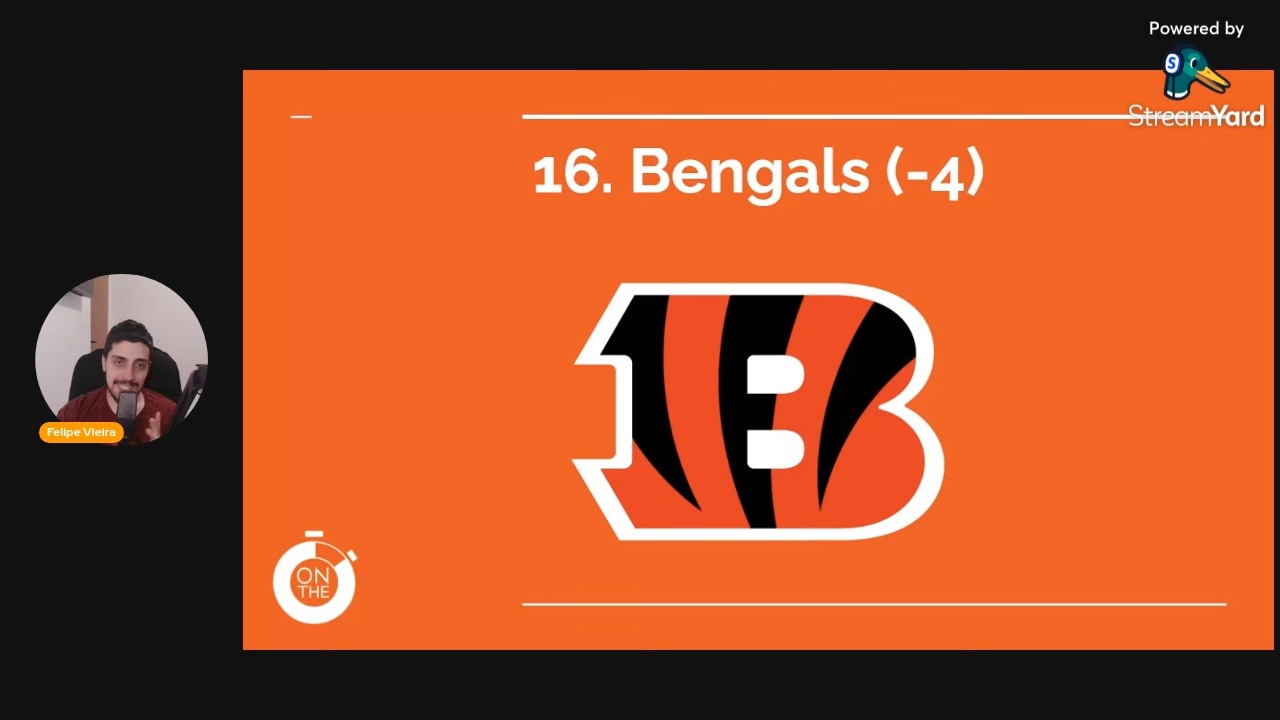 Powered by
S
StreamYard
16. Bengals (-4)
B
Felipe Vieira
ON
THE